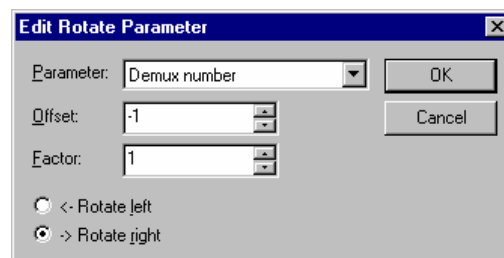 Edit Rotate Parameter
Parameter: Demux number OK
Offset: -1 Cancel
Factor: 1
<- Rotate left
-> Rotate right